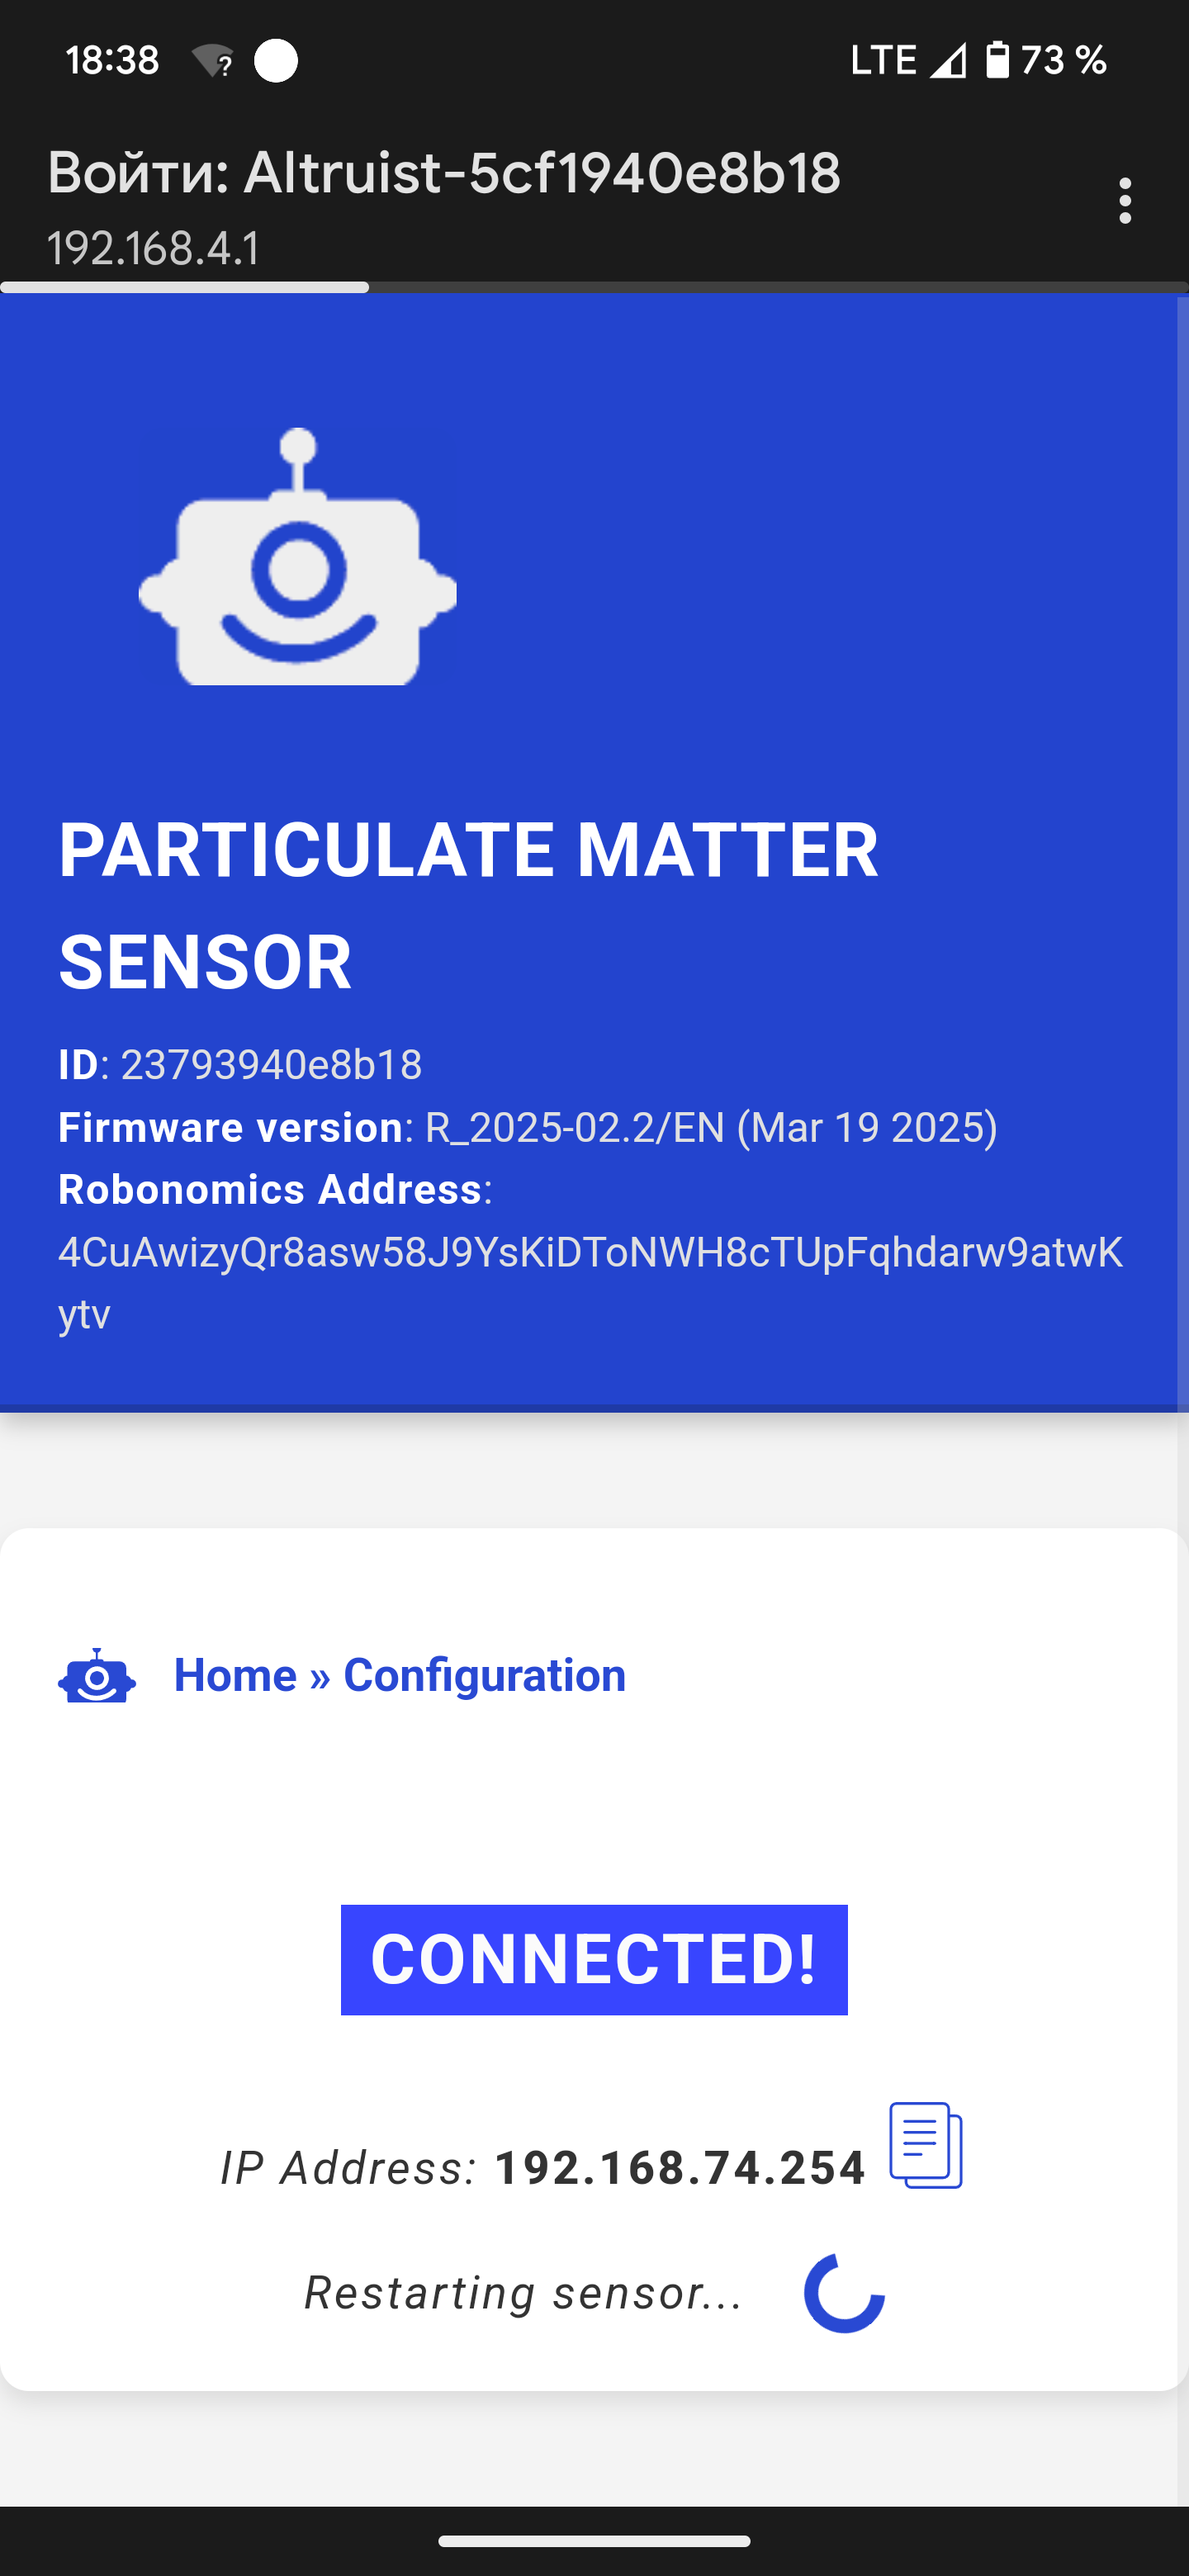 18:38
LTE 73 %
Войти: Altruist-5cf1940e8b18
192.168.4.1
PARTICULATE MATTER
SENSOR
ID: 23793940e8b18
Firmware version: R_2025-02.2/EN (Mar 19 2025)
Robonomics Address:
4CuAwizyQr8asw58J9YsKiDToNWH8cTUpFqhdarw9atwK
ytv
Home » Configuration
CONNECTED!
IP Address: 192.168.74.254
Restarting sensor...